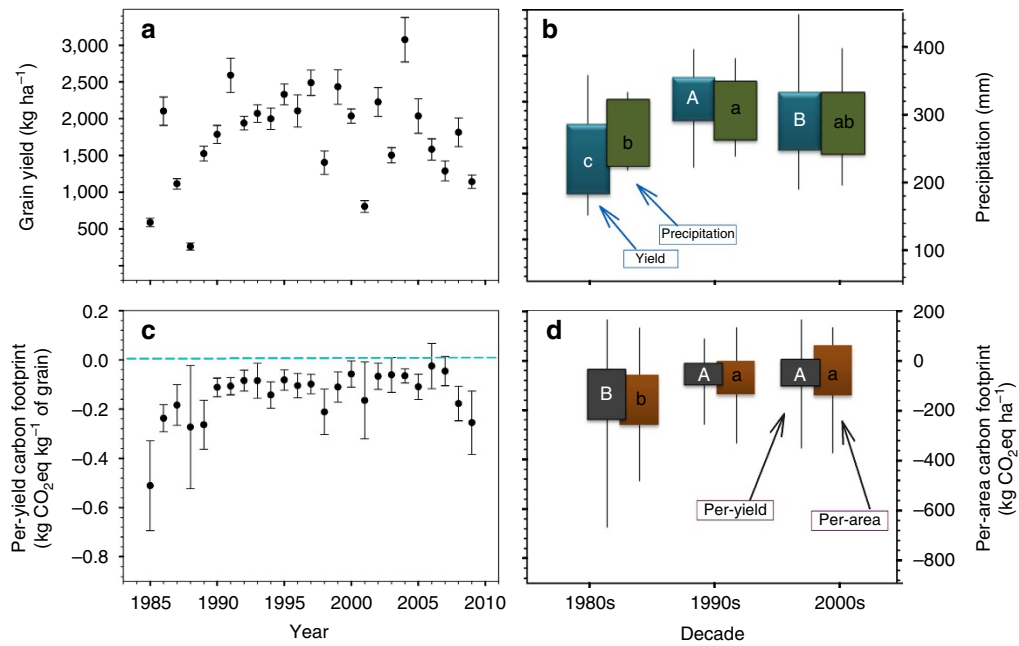 a
3,000
2,500
2,000
1,500
1,000
500
Grain yield (kg ha⁻¹)
b
c
b
A
a
B
ab
Precipitation
Yield
400
300
200
100
Precipitation (mm)
c
0.2
0.0
–0.2
–0.4
–0.6
–0.8
Per-yield carbon footprint
(kg CO₂eq kg⁻¹ of grain)
1985
1990
1995
2000
2005
2010
Year
d
B
b
A
a
A
a
Per-yield
Per-area
200
0
–200
–400
–600
–800
Per-area carbon footprint
(kg CO₂eq ha⁻¹)
1980s
1990s
2000s
Decade